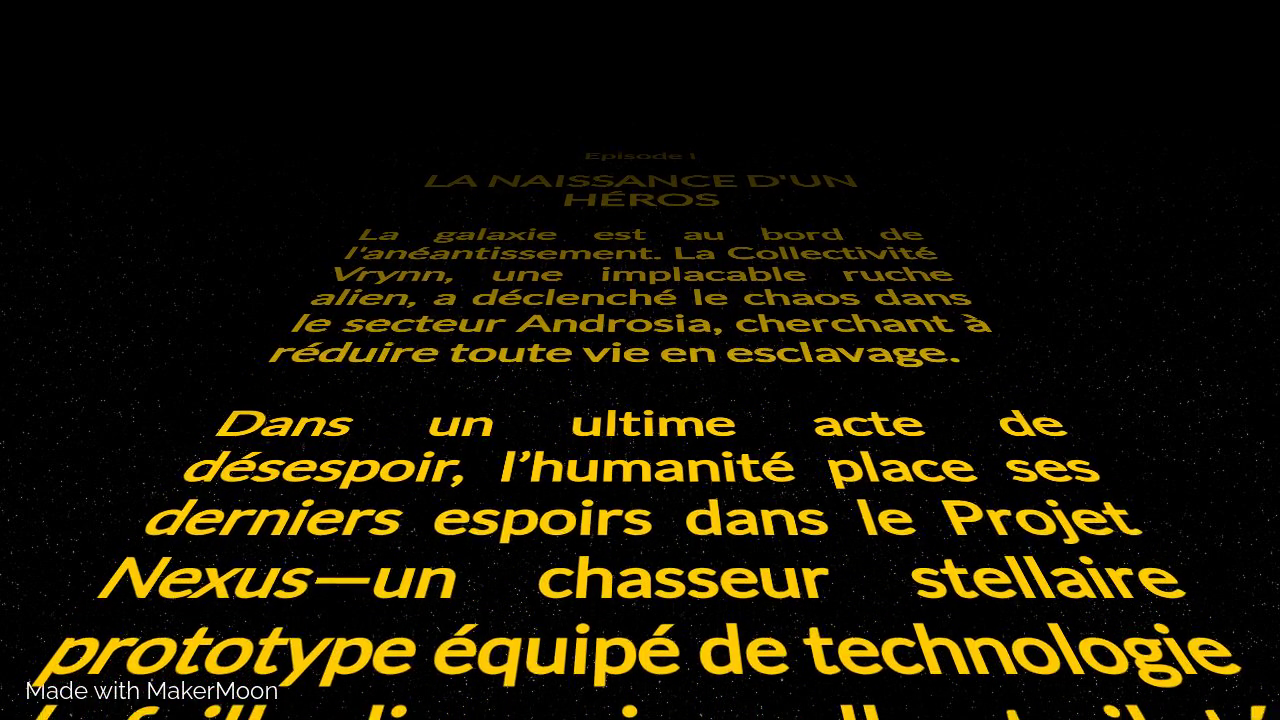 Episode I
LA NAISSANCE D'UN
HÉROS
La galaxie est au bord de
l'anéantissement. La Collectivité
Vrynn, une implacable ruche
alien, a déclenché le chaos dans
le secteur Androsia, cherchant à
réduire toute vie en esclavage.
Dans un ultime acte de
désespoir, l’humanité place ses
derniers espoirs dans le Projet
Nexus—un chasseur stellaire
prototype équipé de technologie
Made with MakerMoon